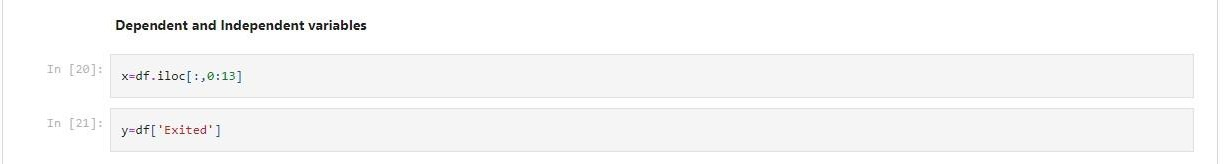 Dependent and Independent variables
In [20]: x=df.iloc[:,0:13]
In [21]: y=df['Exited']